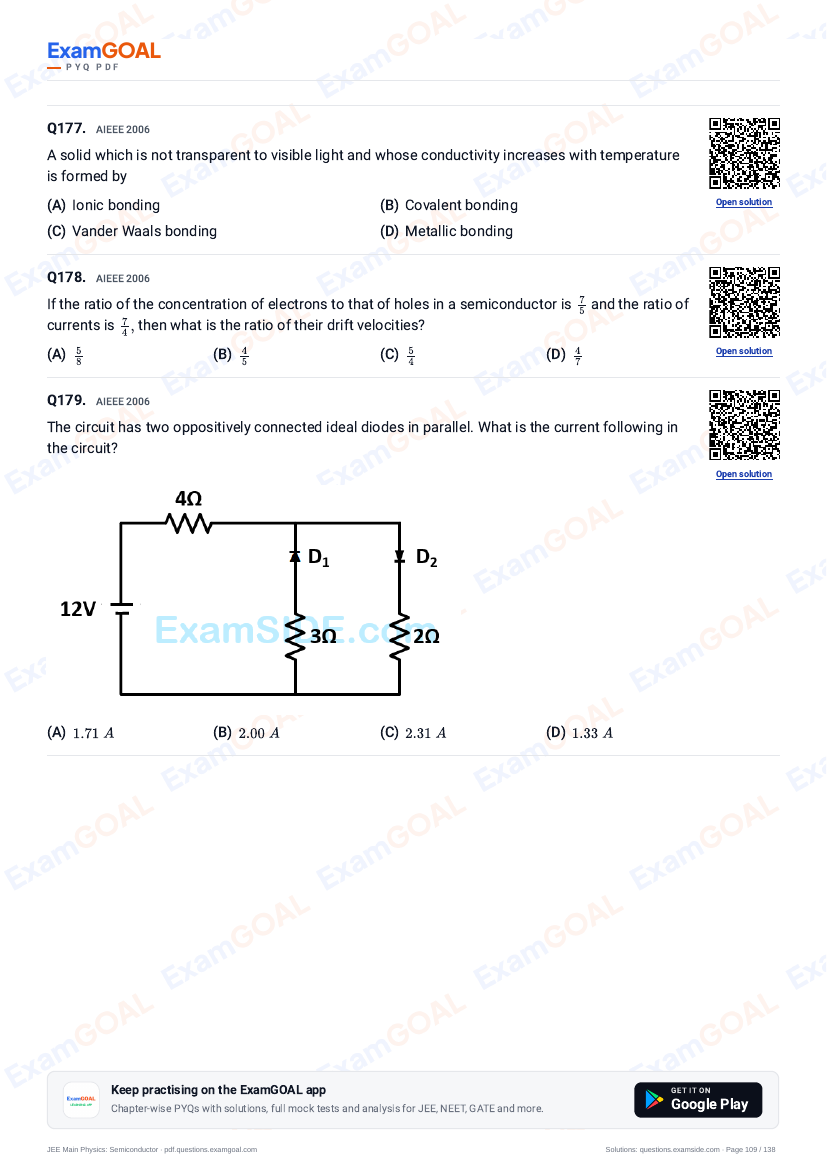 ExamGOAL
PYQ PDF
Q177. AIEEE 2006
A solid which is not transparent to visible light and whose conductivity increases with temperature
is formed by
(A) Ionic bonding
(B) Covalent bonding
(C) Vander Waals bonding
(D) Metallic bonding
Open solution
Q178. AIEEE 2006
If the ratio of the concentration of electrons to that of holes in a semiconductor is 7/5 and the ratio of
currents is 7/4, then what is the ratio of their drift velocities?
(A) 5/8
(B) 4/5
(C) 5/4
(D) 4/7
Open solution
Q179. AIEEE 2006
The circuit has two oppositively connected ideal diodes in parallel. What is the current following in
the circuit?
Open solution
4Ω
D₁
D₂
12V
ExamSIDE.com
3Ω
2Ω
(A) 1.71 A
(B) 2.00 A
(C) 2.31 A
(D) 1.33 A
ExamGOAL
Keep practising on the ExamGOAL app
Chapter-wise PYQs with solutions, full mock tests and analysis for JEE, NEET, GATE and more.
GET IT ON
Google Play
JEE Main Physics: Semiconductor · pdf.questions.examgoal.com
Solutions: questions.examside.com · Page 109 / 138